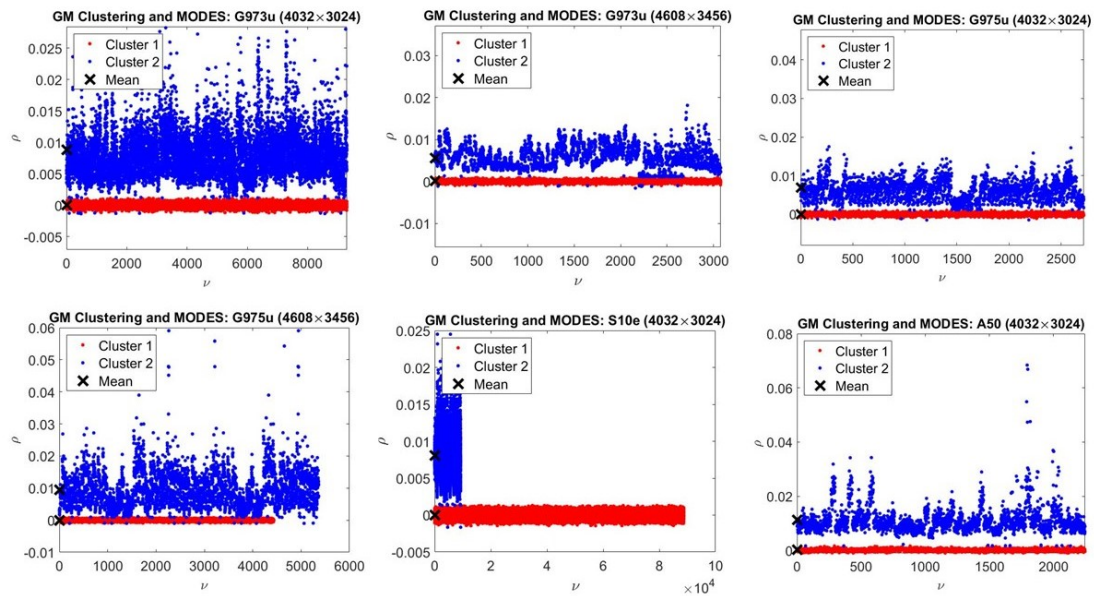 GM Clustering and MODES: G973u (4032×3024)
Cluster 1
Cluster 2
Mean
0.025
0.02
0.015
0.01
0.005
0
-0.005
ρ
0 2000 4000 6000 8000
ν
GM Clustering and MODES: G973u (4608×3456)
Cluster 1
Cluster 2
Mean
0.03
0.02
0.01
0
-0.01
ρ
0 500 1000 1500 2000 2500 3000
ν
GM Clustering and MODES: G975u (4032×3024)
Cluster 1
Cluster 2
Mean
0.04
0.03
0.02
0.01
0
ρ
0 500 1000 1500 2000 2500
ν
GM Clustering and MODES: G975u (4608×3456)
Cluster 1
Cluster 2
Mean
0.06
0.05
0.04
0.03
0.02
0.01
0
-0.01
ρ
0 1000 2000 3000 4000 5000 6000
ν
GM Clustering and MODES: S10e (4032×3024)
Cluster 1
Cluster 2
Mean
0.025
0.02
0.015
0.01
0.005
0
-0.005
ρ
0 2 4 6 8 10
ν
×10⁴
GM Clustering and MODES: A50 (4032×3024)
Cluster 1
Cluster 2
Mean
0.08
0.06
0.04
0.02
0
ρ
0 500 1000 1500 2000
ν